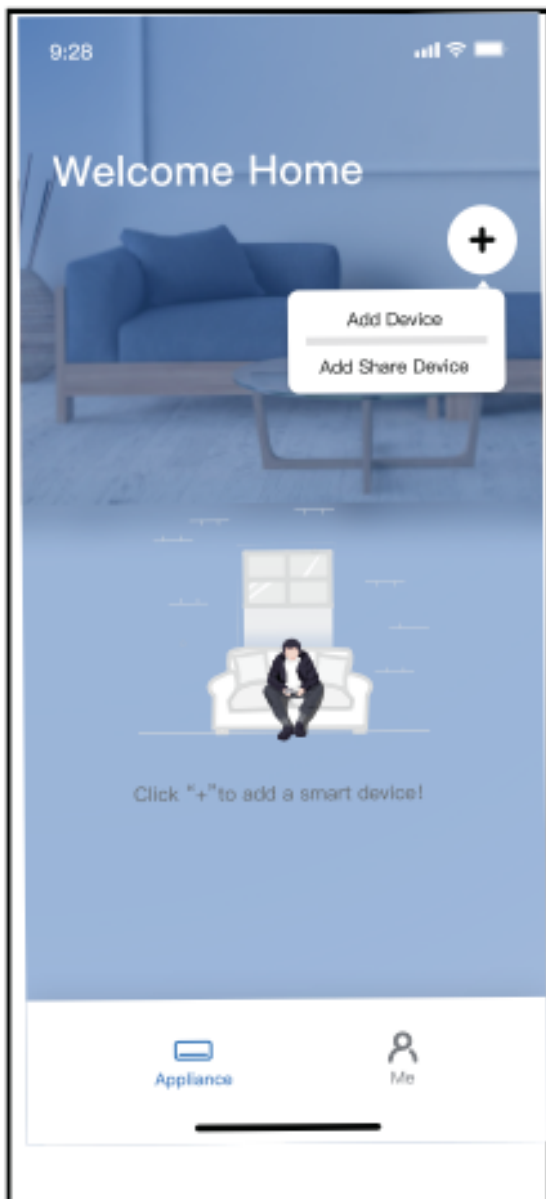 9:28
Welcome Home
+
Add Device
Add Share Device
Click "+"to add a smart device!
Appliance
Me